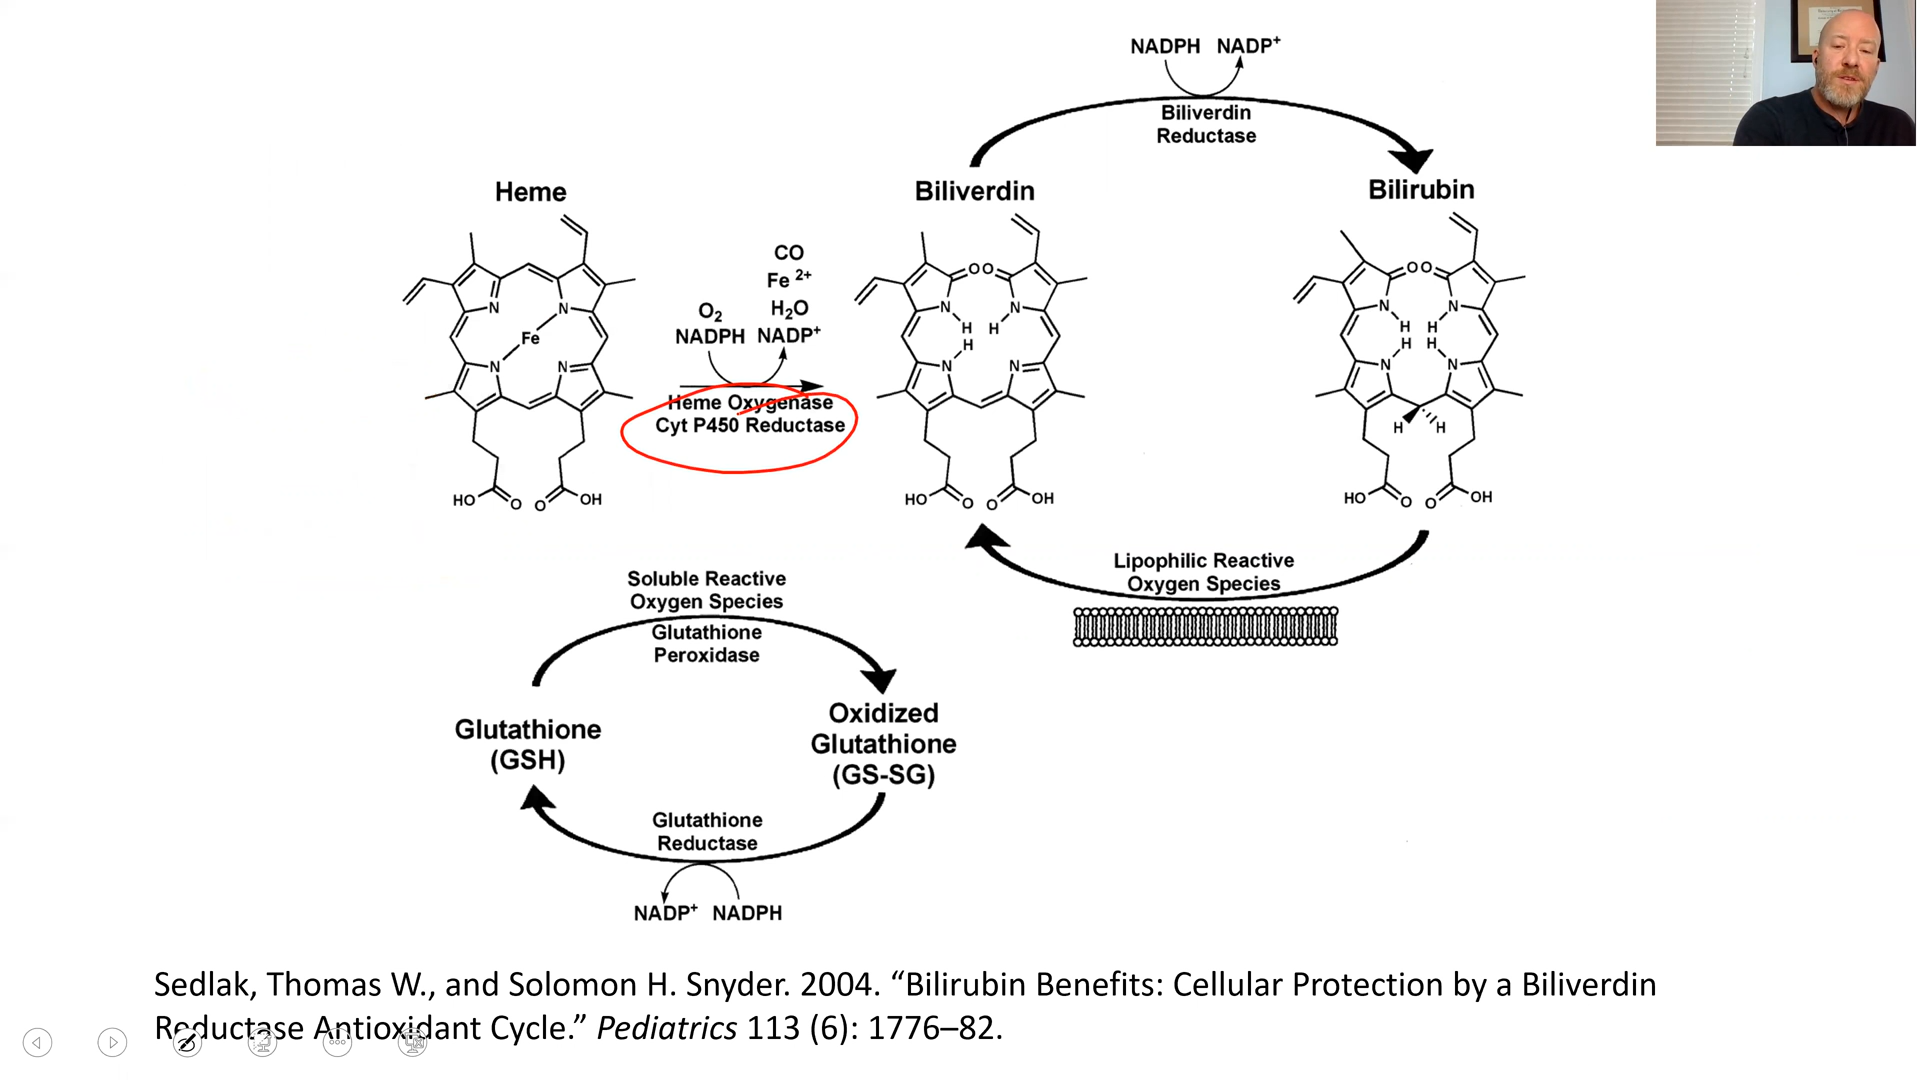 NADPH NADP+
Biliverdin
Reductase
Heme
Biliverdin
Bilirubin
CO
Fe 2+
H2O
O2
NADPH NADP+
Heme Oxygenase
Cyt P450 Reductase
N
N
Fe
N
N
HO
O
O
OH
O
O
N
H
N
H
H
N
N
HO
O
O
OH
O
O
N
H
N
H
H
N
H
N
H
H
HO
O
O
OH
Lipophilic Reactive
Oxygen Species
Soluble Reactive
Oxygen Species
Glutathione
Peroxidase
Glutathione
(GSH)
Oxidized
Glutathione
(GS-SG)
Glutathione
Reductase
NADP+ NADPH
Sedlak, Thomas W., and Solomon H. Snyder. 2004. “Bilirubin Benefits: Cellular Protection by a Biliverdin
Reductase Antioxidant Cycle.” Pediatrics 113 (6): 1776–82.